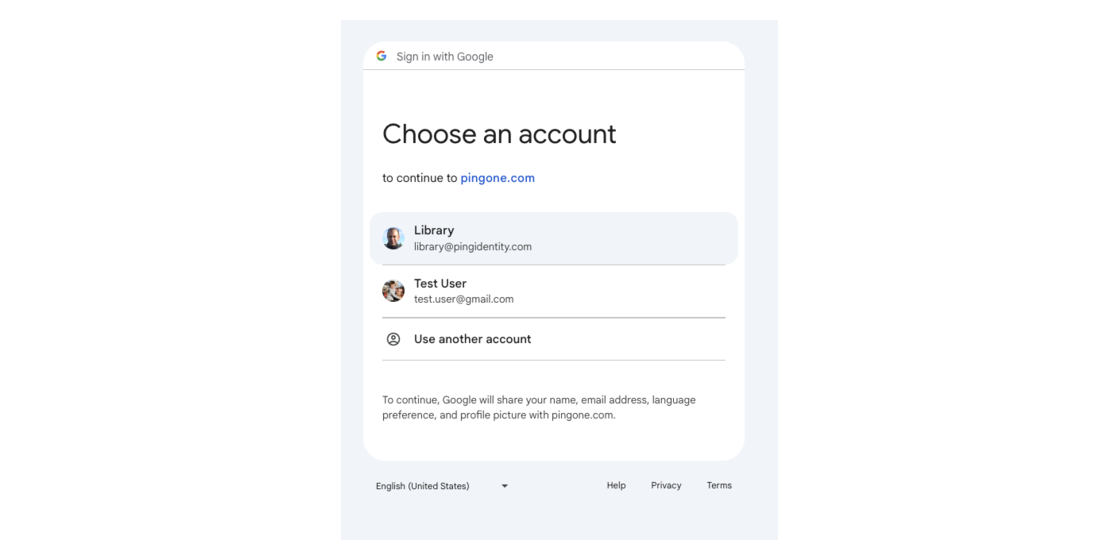 Sign in with Google
Choose an account
to continue to pingone.com
Library
library@pingidentity.com
Test User
test.user@gmail.com
Use another account
To continue, Google will share your name, email address, language
preference, and profile picture with pingone.com.
English (United States) Help Privacy Terms